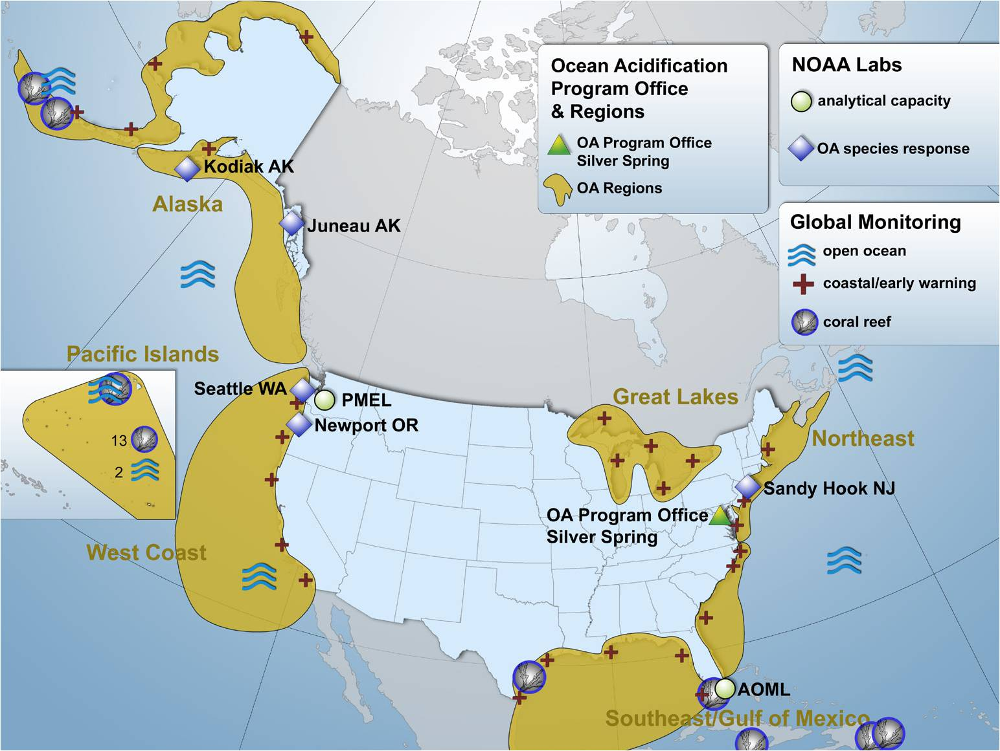 Ocean Acidification
Program Office
& Regions
OA Program Office
Silver Spring
OA Regions
NOAA Labs
analytical capacity
OA species response
Global Monitoring
open ocean
coastal/early warning
coral reef
Kodiak AK
Alaska
Juneau AK
Pacific Islands
13
2
Seattle WA
PMEL
Newport OR
West Coast
Great Lakes
Northeast
Sandy Hook NJ
OA Program Office
Silver Spring
AOML
Southeast/Gulf of Mexico